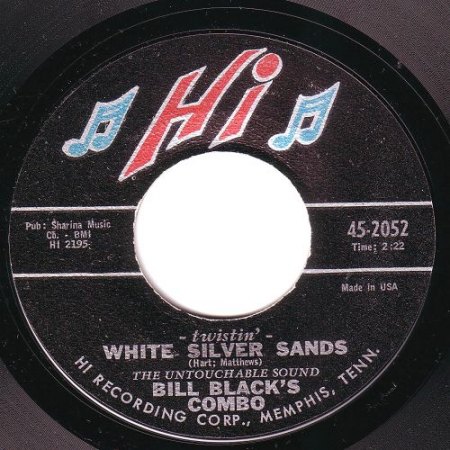 Hi
Pub: Sharina Music
Co. - BMI
HI 2195
45-2052
Time: 2:22
Made in USA
- twistin' -
WHITE SILVER SANDS
(Hart; Matthews)
THE UNTOUCHABLE SOUND
BILL BLACK'S
COMBO
HI RECORDING CORP., MEMPHIS, TENN.